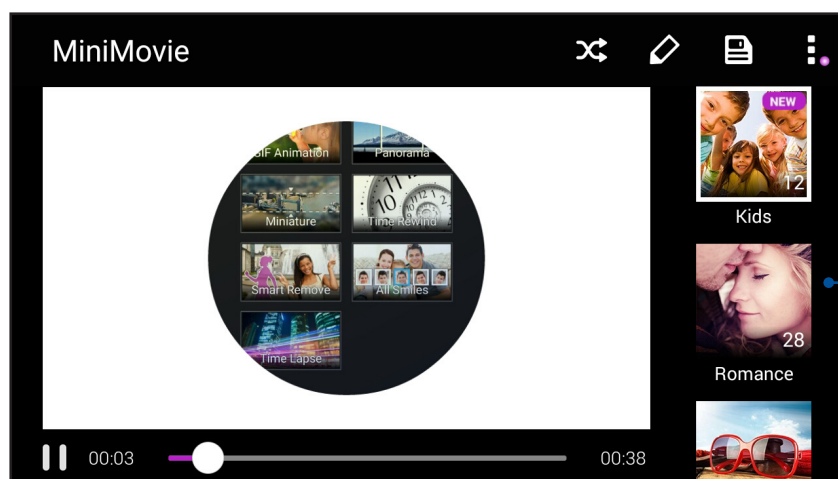 MiniMovie
NEW
12
Kids
GIF Animation
Panorama
Miniature
Time Rewind
Smart Remove
All Smiles
Time Lapse
28
Romance
00:03
00:38